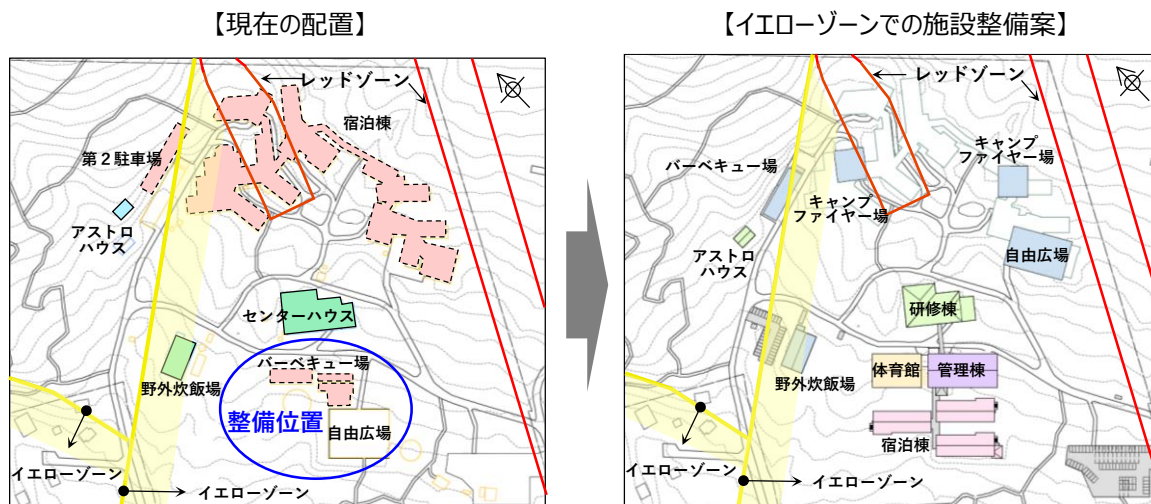 【現在の配置】
レッドゾーン
宿泊棟
第２駐車場
アストロ
ハウス
センターハウス
バーベキュー場
野外炊飯場
整備位置
自由広場
イエローゾーン
イエローゾーン
【イエローゾーンでの施設整備案】
レッドゾーン
キャンプ
ファイヤー場
バーベキュー場
キャンプ
ファイヤー場
アストロ
ハウス
自由広場
研修棟
体育館
管理棟
野外炊飯場
宿泊棟
イエローゾーン
イエローゾーン